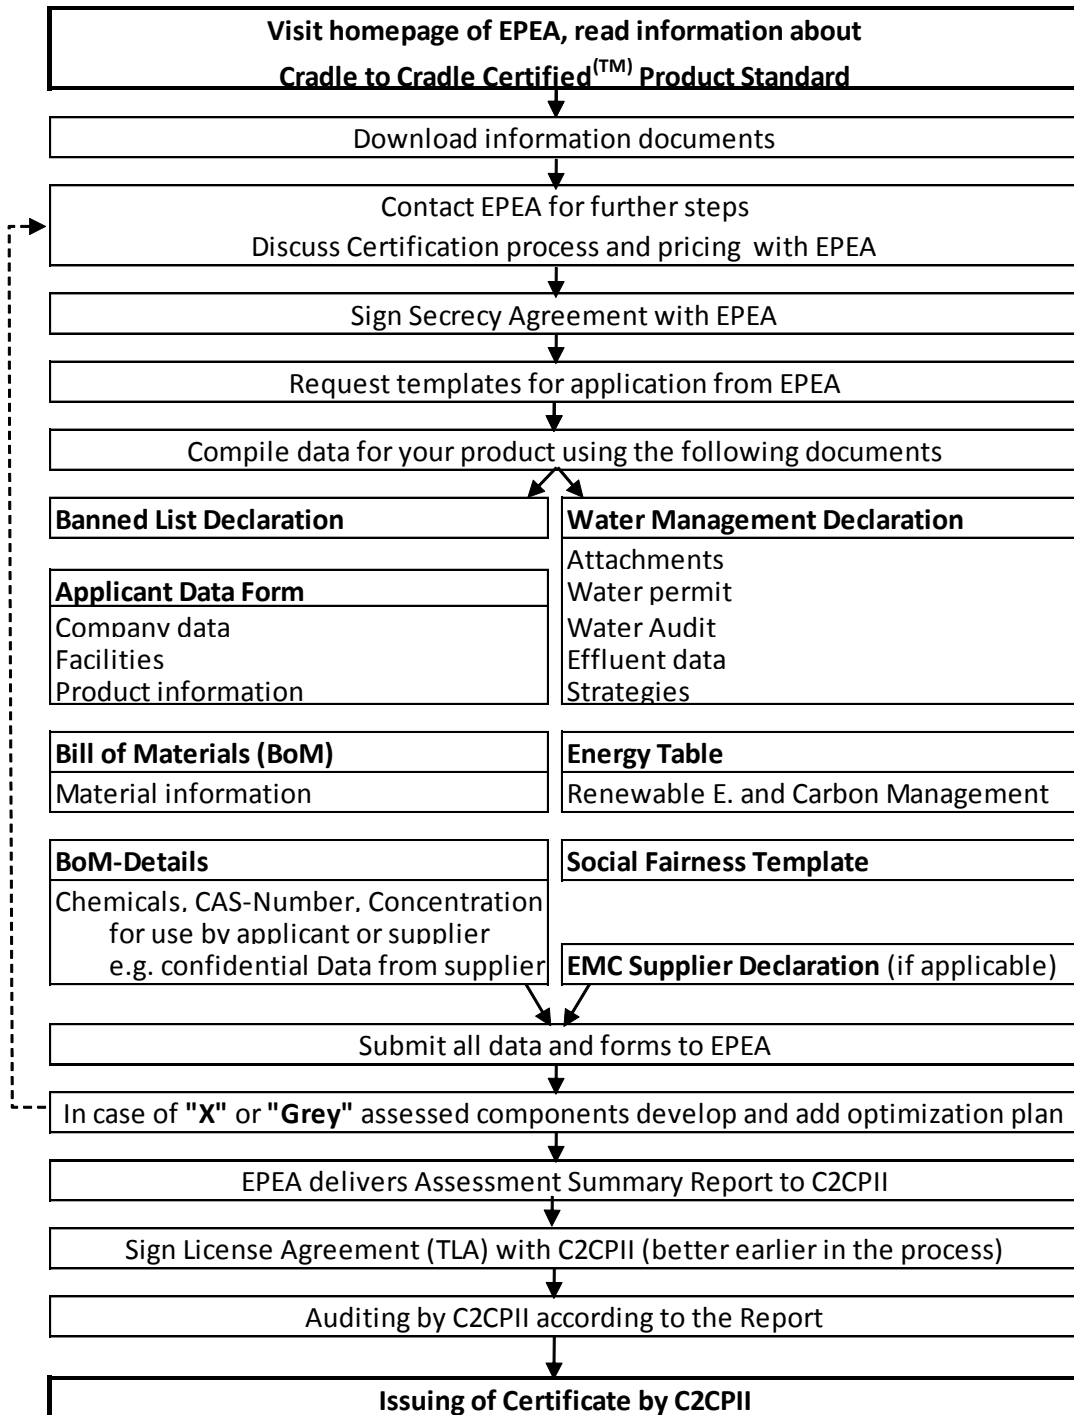 Visit homepage of EPEA, read information about
Cradle to Cradle Certified(TM) Product Standard
Download information documents
Contact EPEA for further steps
Discuss Certification process and pricing with EPEA
Sign Secrecy Agreement with EPEA
Request templates for application from EPEA
Compile data for your product using the following documents
Banned List Declaration
Applicant Data Form
Company data
Facilities
Product information
Water Management Declaration
Attachments
Water permit
Water Audit
Effluent data
Strategies
Bill of Materials (BoM)
Material information
Energy Table
Renewable E. and Carbon Management
BoM-Details
Chemicals, CAS-Number, Concentration
for use by applicant or supplier
e.g. confidential Data from supplier
Social Fairness Template
EMC Supplier Declaration (if applicable)
Submit all data and forms to EPEA
In case of "X" or "Grey" assessed components develop and add optimization plan
EPEA delivers Assessment Summary Report to C2CPII
Sign License Agreement (TLA) with C2CPII (better earlier in the process)
Auditing by C2CPII according to the Report
Issuing of Certificate by C2CPII